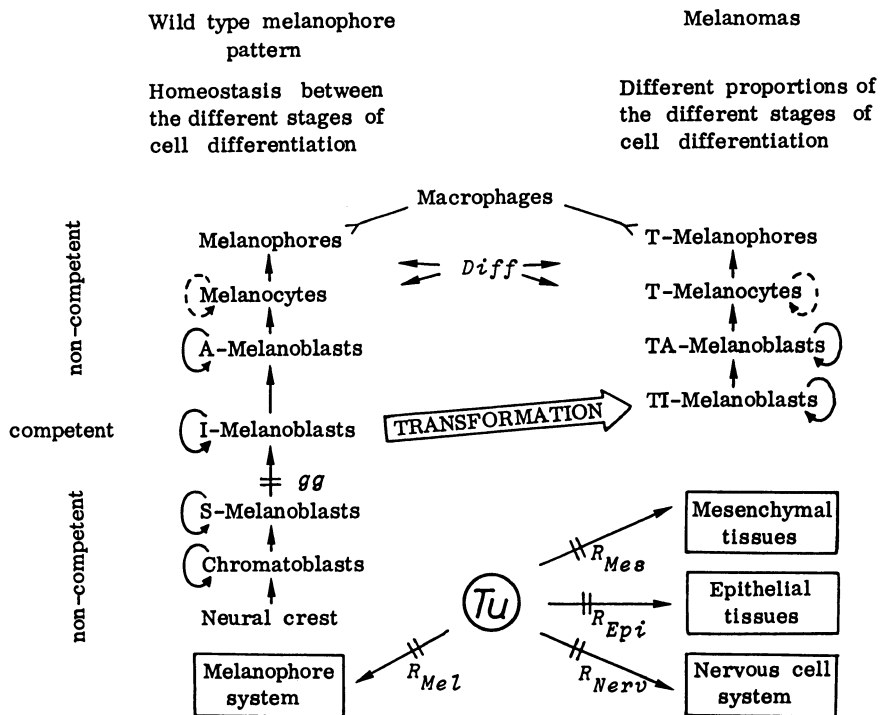 Wild type melanophore
pattern
Melanomas
Homeostasis between
the different stages of
cell differentiation
Different proportions of
the different stages of
cell differentiation
Macrophages
non-competent
Melanophores
T-Melanophores
Diff
Melanocytes
T-Melanocytes
A-Melanoblasts
TA-Melanoblasts
TI-Melanoblasts
TRANSFORMATION
competent
I-Melanoblasts
gg
non-competent
S-Melanoblasts
Chromatoblasts
Neural crest
Tu
R Mes
Mesenchymal
tissues
R Epi
Epithelial
tissues
R Mel
Melanophore
system
R Nerv
Nervous cell
system